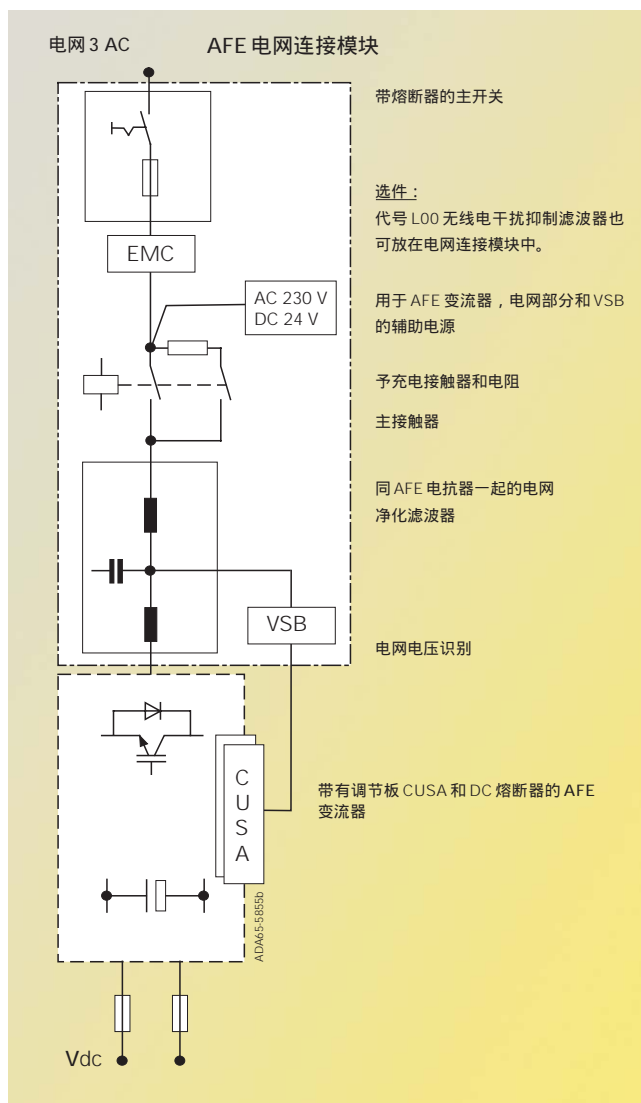 电网 3 AC
AFE 电网连接模块
带熔断器的主开关
选件：
代号 L00 无线电干扰抑制滤波器也
可放在电网连接模块中。
EMC
AC 230 V
DC 24 V
用于 AFE 变流器，电网部分和 VSB
的辅助电源
予充电接触器和电阻
主接触器
同 AFE 电抗器一起的电网
净化滤波器
VSB
电网电压识别
C
U
S
A
带有调节板 CUSA 和 DC 熔断器的 AFE
变流器
ADA65-5855b
Vdc